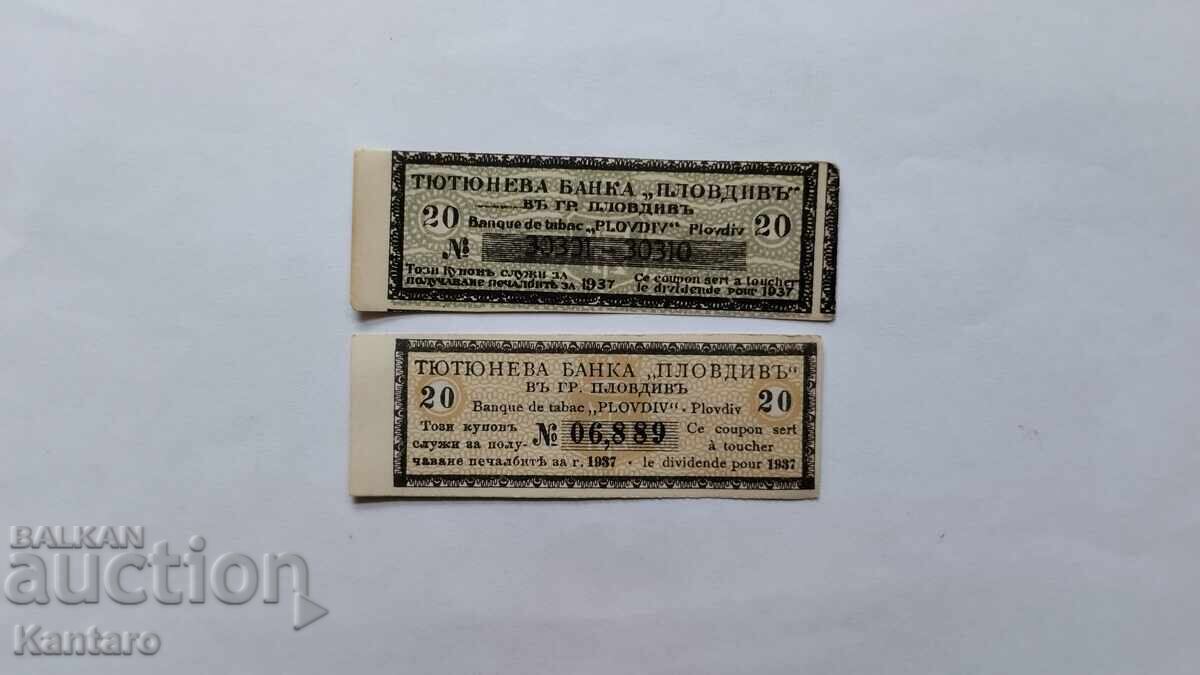 ТЮТЮНЕВА БАНКА „ПЛОВДИВЪ“
ВЪ ГР. ПЛОВДИВЪ
20 Banque de tabac „PLOVDIV“ Plovdiv 20
№ 30301 - 30310
Този купонъ служи за Ce coupon sert a toucher
получаване печалбитѣ за 1937 le dividende pour 1937
ТЮТЮНЕВА БАНКА „ПЛОВДИВЪ“
ВЪ ГР. ПЛОВДИВЪ
20 Banque de tabac „PLOVDIV“ - Plovdiv 20
Този купонъ № 06,889 Ce coupon sert
служи за полу- à toucher
чаване печалбитѣ за г. 1937 · le dividende pour 1937
BALKAN
auction
Kantaro